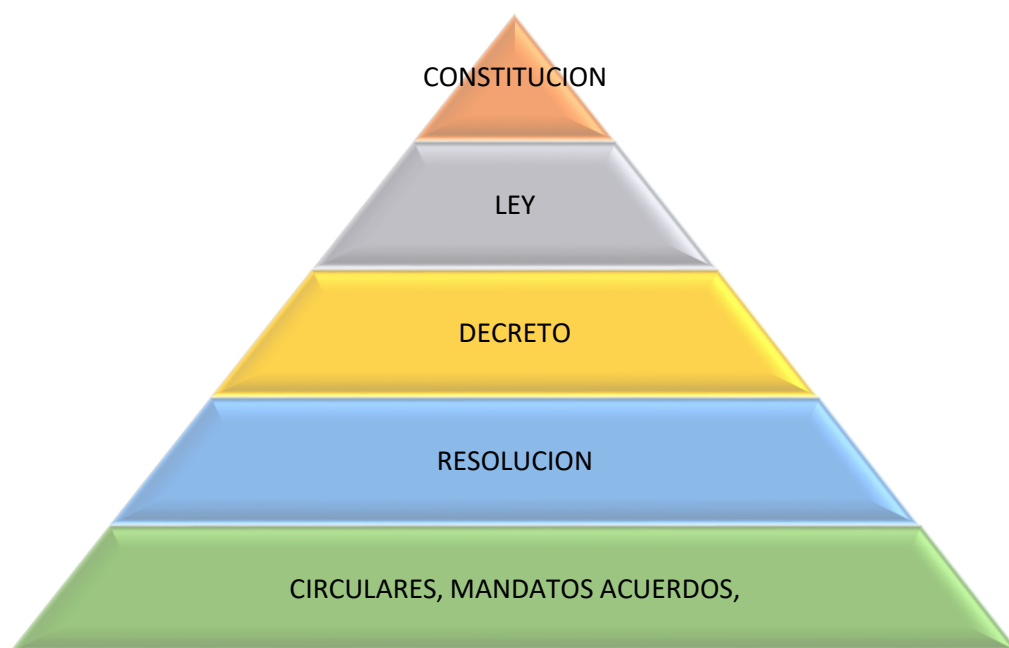 CONSTITUCION
LEY
DECRETO
RESOLUCION
CIRCULARES, MANDATOS ACUERDOS,